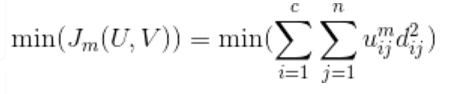 min(J_m(U, V)) = min(∑_{i=1}^{c} ∑_{j=1}^{n} u_{ij}^{m} d_{ij}^{2})